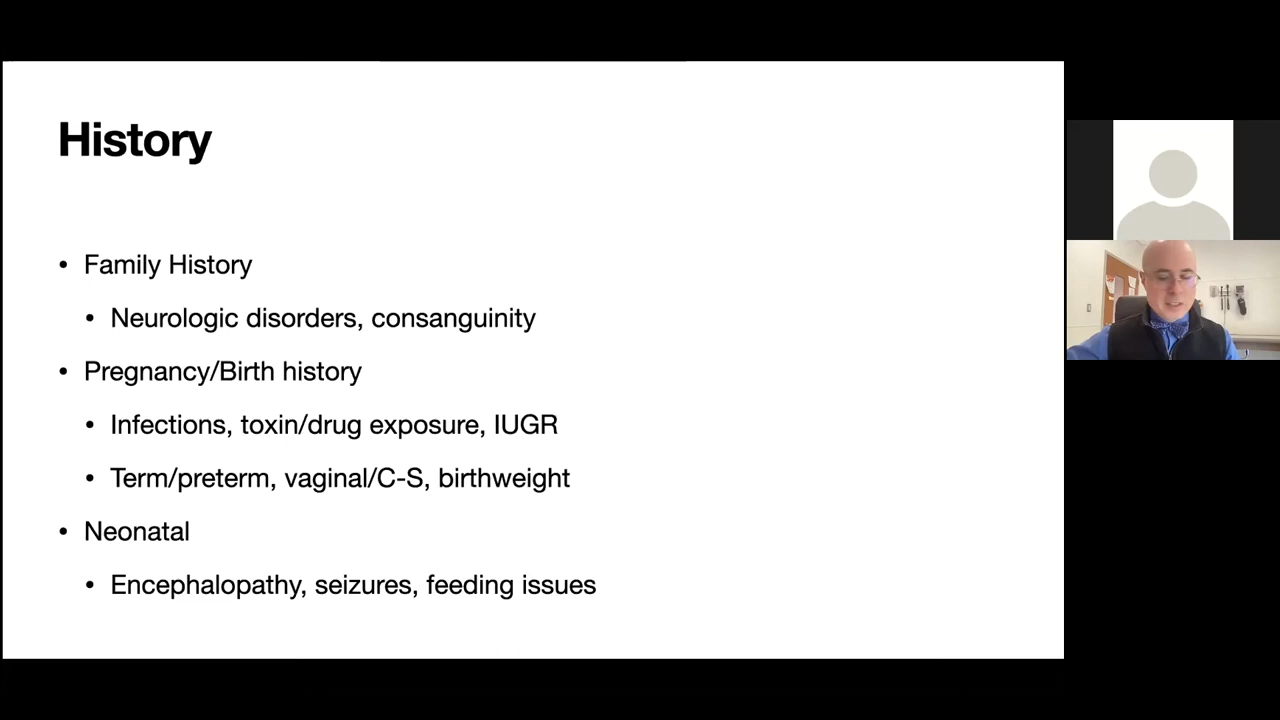 History
• Family History
• Neurologic disorders, consanguinity
• Pregnancy/Birth history
• Infections, toxin/drug exposure, IUGR
• Term/preterm, vaginal/C-S, birthweight
• Neonatal
• Encephalopathy, seizures, feeding issues